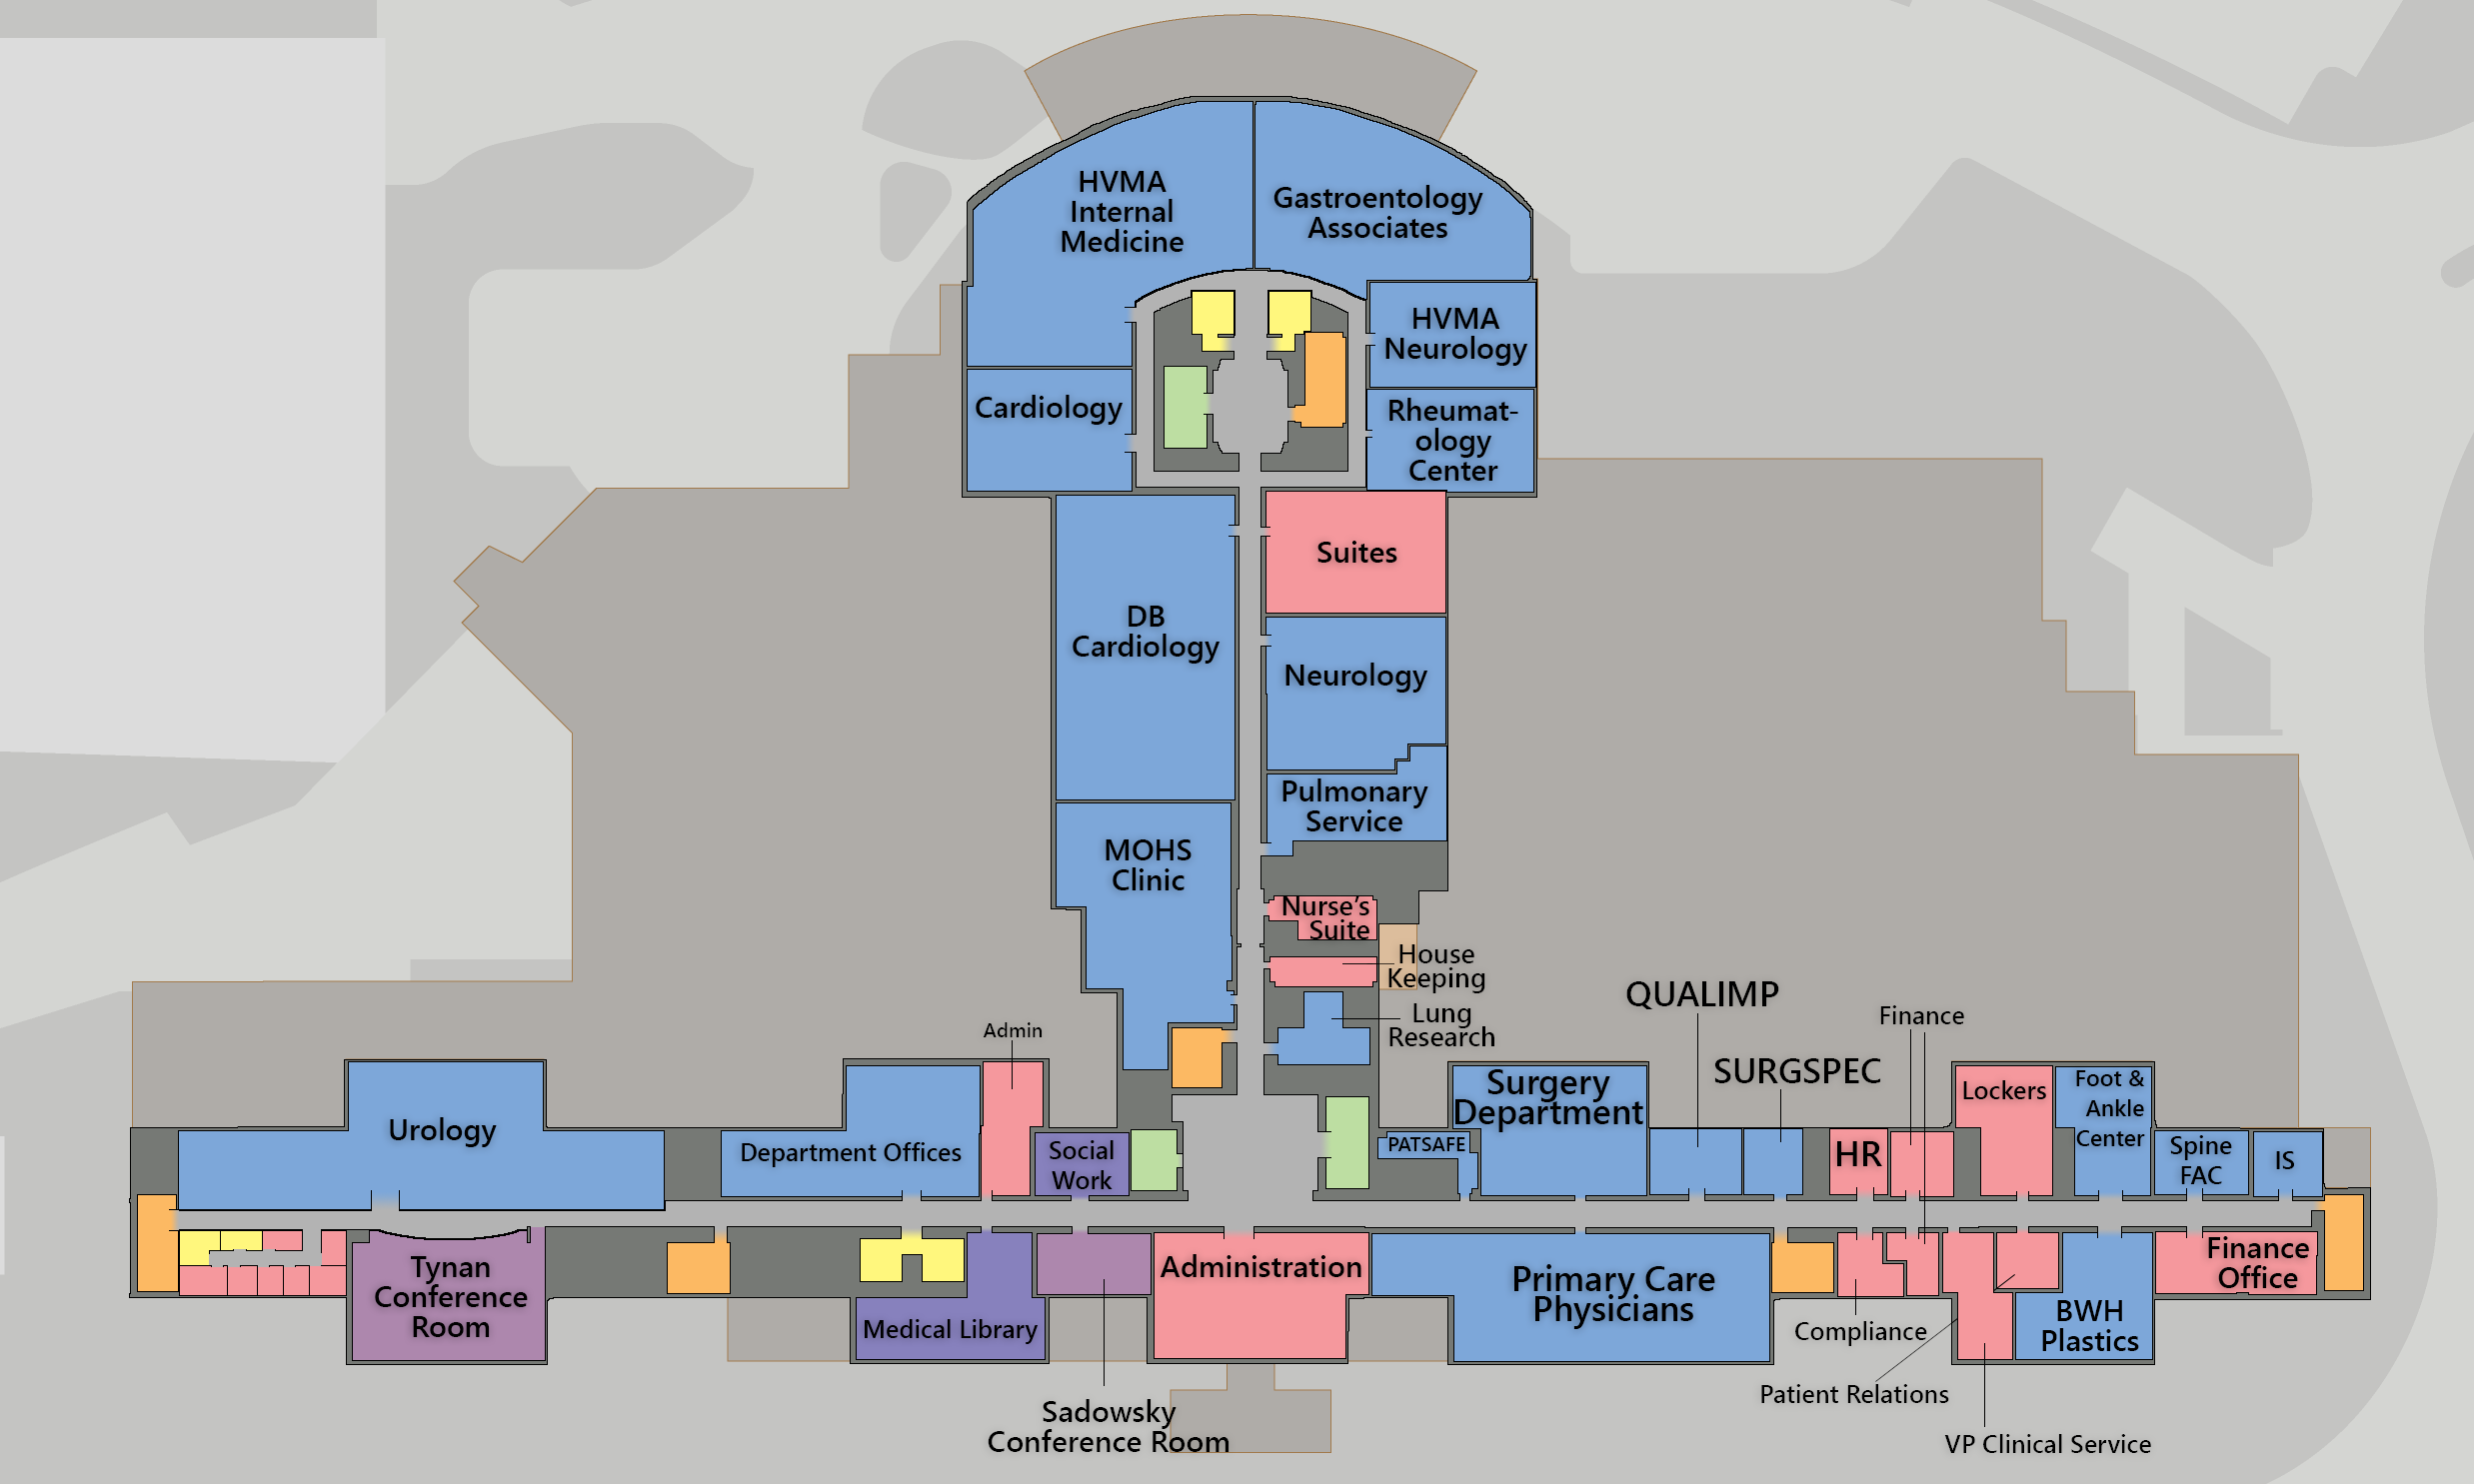 HVMA
Internal
Medicine
Gastroentology
Associates
HVMA
Neurology
Cardiology
Rheumat-
ology
Center
Suites
DB
Cardiology
Neurology
Pulmonary
Service
MOHS
Clinic
Nurse's
Suite
House
Keeping
Lung
Research
QUALIMP
Finance
Admin
SURGSPEC
Urology
Department Offices
Social
Work
PATSAFE
Surgery
Department
HR
Lockers
Foot &
Ankle
Center
Spine
FAC
IS
Tynan
Conference
Room
Medical Library
Administration
Primary Care
Physicians
Compliance
BWH
Plastics
Finance
Office
Patient Relations
Sadowsky
Conference Room
VP Clinical Service